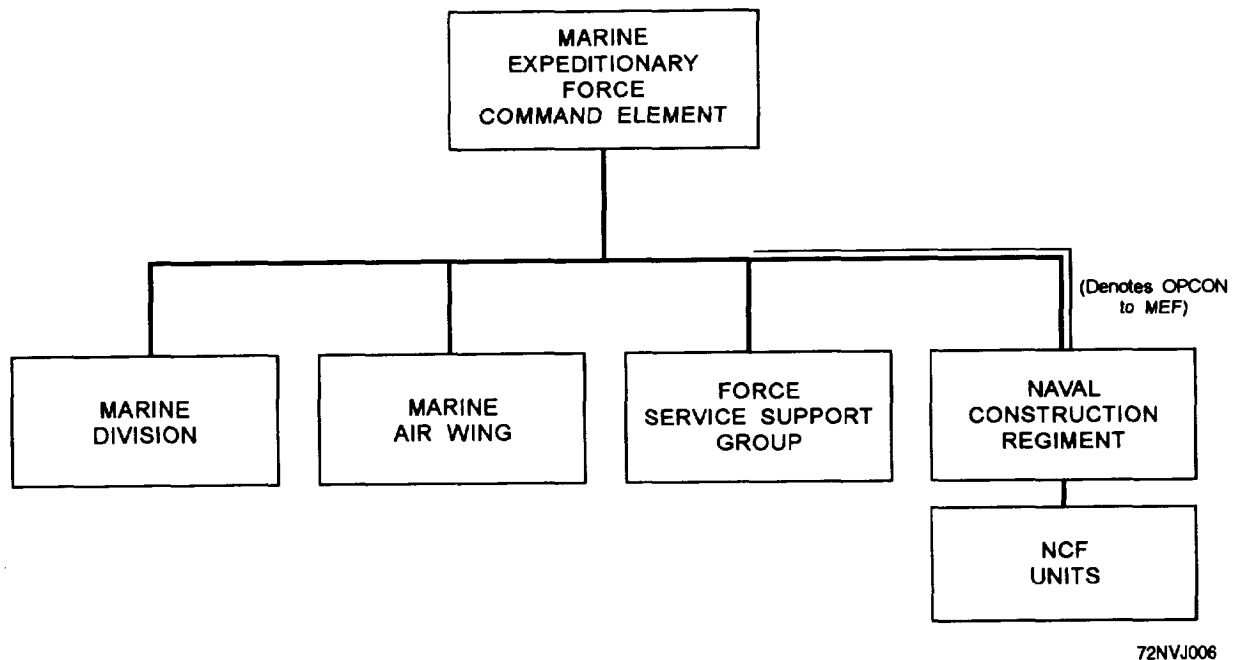 MARINE
EXPEDITIONARY
FORCE
COMMAND ELEMENT
(Denotes OPCON
to MEF)
MARINE
DIVISION
MARINE
AIR WING
FORCE
SERVICE SUPPORT
GROUP
NAVAL
CONSTRUCTION
REGIMENT
NCF
UNITS
72NVJ006